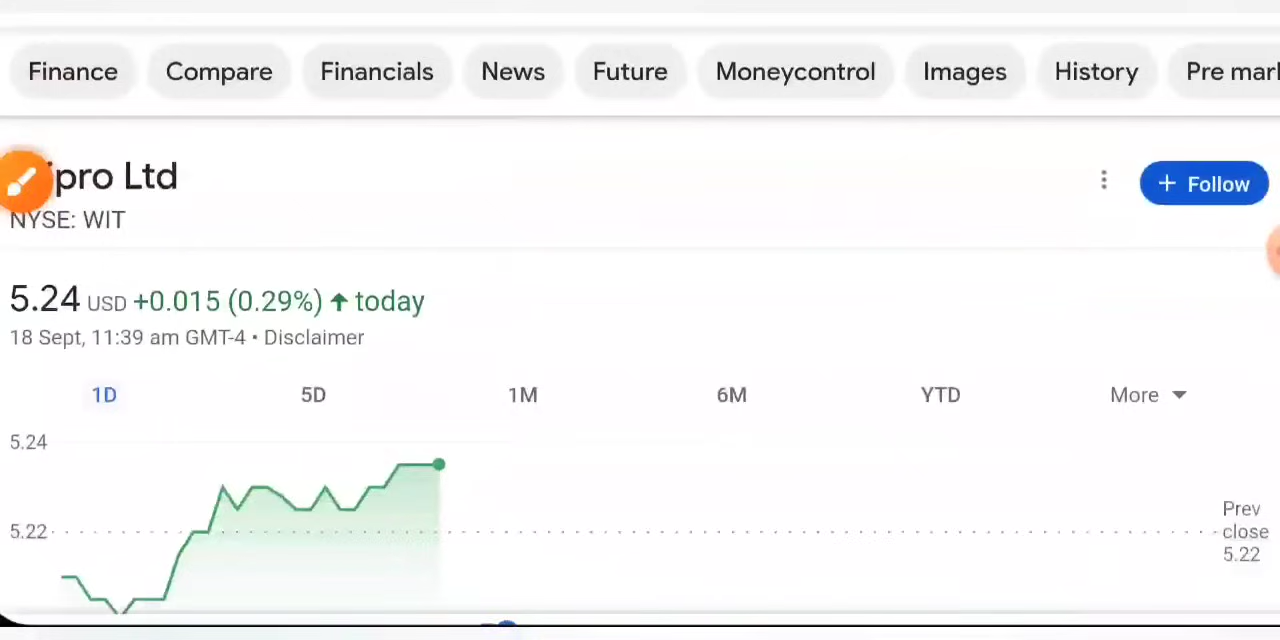 Finance Compare Financials News Future Moneycontrol Images History Pre
Ltd
+ Follow
NYSE: WIT
5.24 USD +0.015 (0.29%) today
18 Sept, 11:39 am GMT-4 • Disclaimer
1D 5D 1M 6M YTD More
5.24
5.22
Prev
close
5.22